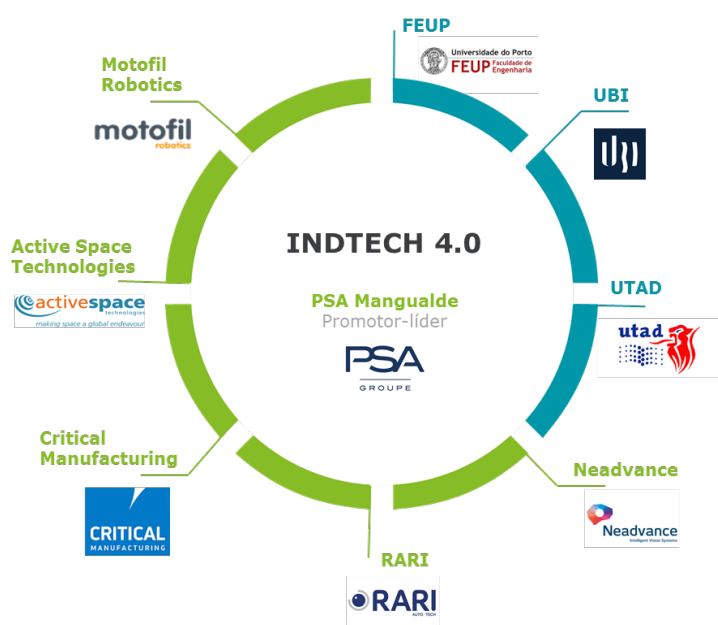 FEUP
Universidade do Porto
FEUP Faculdade de
Engenharia
UBI
ubi
UTAD
utad
Neadvance
Neadvance
Intelligent Vision Systems
RARI
RARI
AUTO TECH
Critical
Manufacturing
CRITICAL
MANUFACTURING
Active Space
Technologies
activespace
technologies
making space a global endeavour
Motofil
Robotics
motofil
robotics
INDTECH 4.0
PSA Mangualde
Promotor-líder
PSA
GROUPE